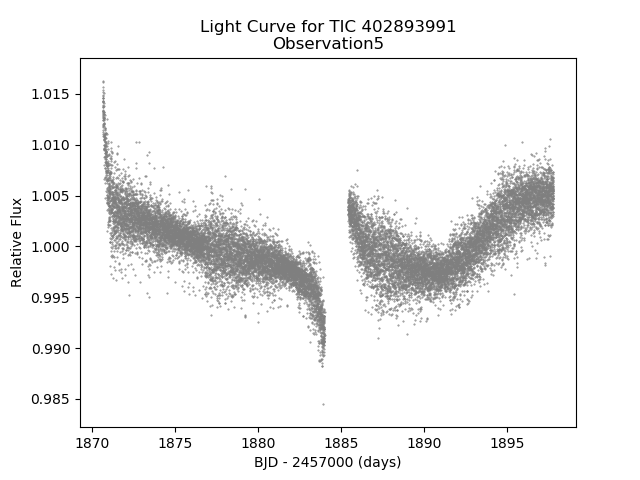 Light Curve for TIC 402893991
Observation5
1.015
1.010
1.005
1.000
0.995
0.990
0.985
Relative Flux
1870 1875 1880 1885 1890 1895
BJD - 2457000 (days)